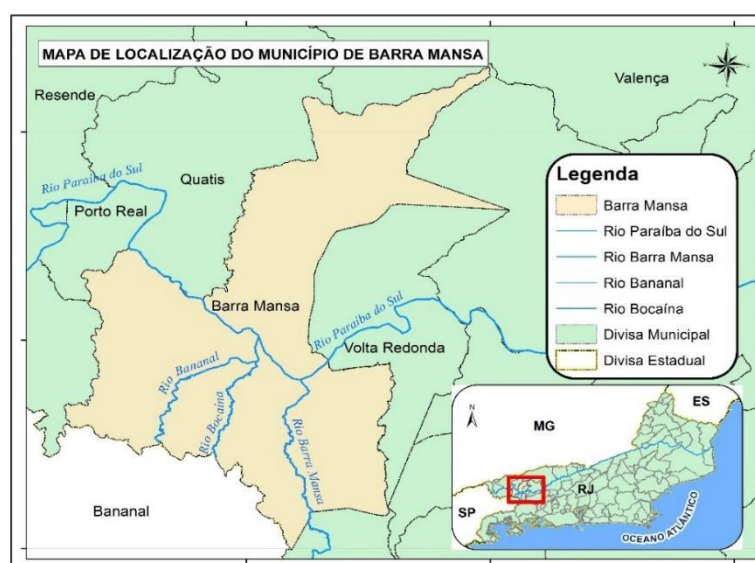 MAPA DE LOCALIZAÇÃO DO MUNICÍPIO DE BARRA MANSA
Resende
Valença
Rio Paraíba do Sul
Quatis
Porto Real
Legenda
Barra Mansa
Rio Paraíba do Sul
Rio Barra Mansa
Rio Bananal
Rio Bocaína
Divisa Municipal
Divisa Estadual
Barra Mansa
Rio Paraíba do Sul
Volta Redonda
Rio Bananal
Rio Bocaína
Rio Barra Mansa
Bananal
N
MG
ES
RJ
SP
OCEANO ATLÂNTICO